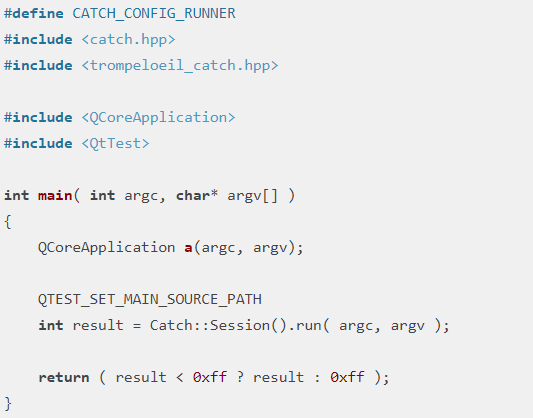 #define CATCH_CONFIG_RUNNER
#include <catch.hpp>
#include <trompeloeil_catch.hpp>

#include <QCoreApplication>
#include <QtTest>

int main( int argc, char* argv[] )
{
    QCoreApplication a(argc, argv);

    QTEST_SET_MAIN_SOURCE_PATH
    int result = Catch::Session().run( argc, argv );

    return ( result < 0xff ? result : 0xff );
}